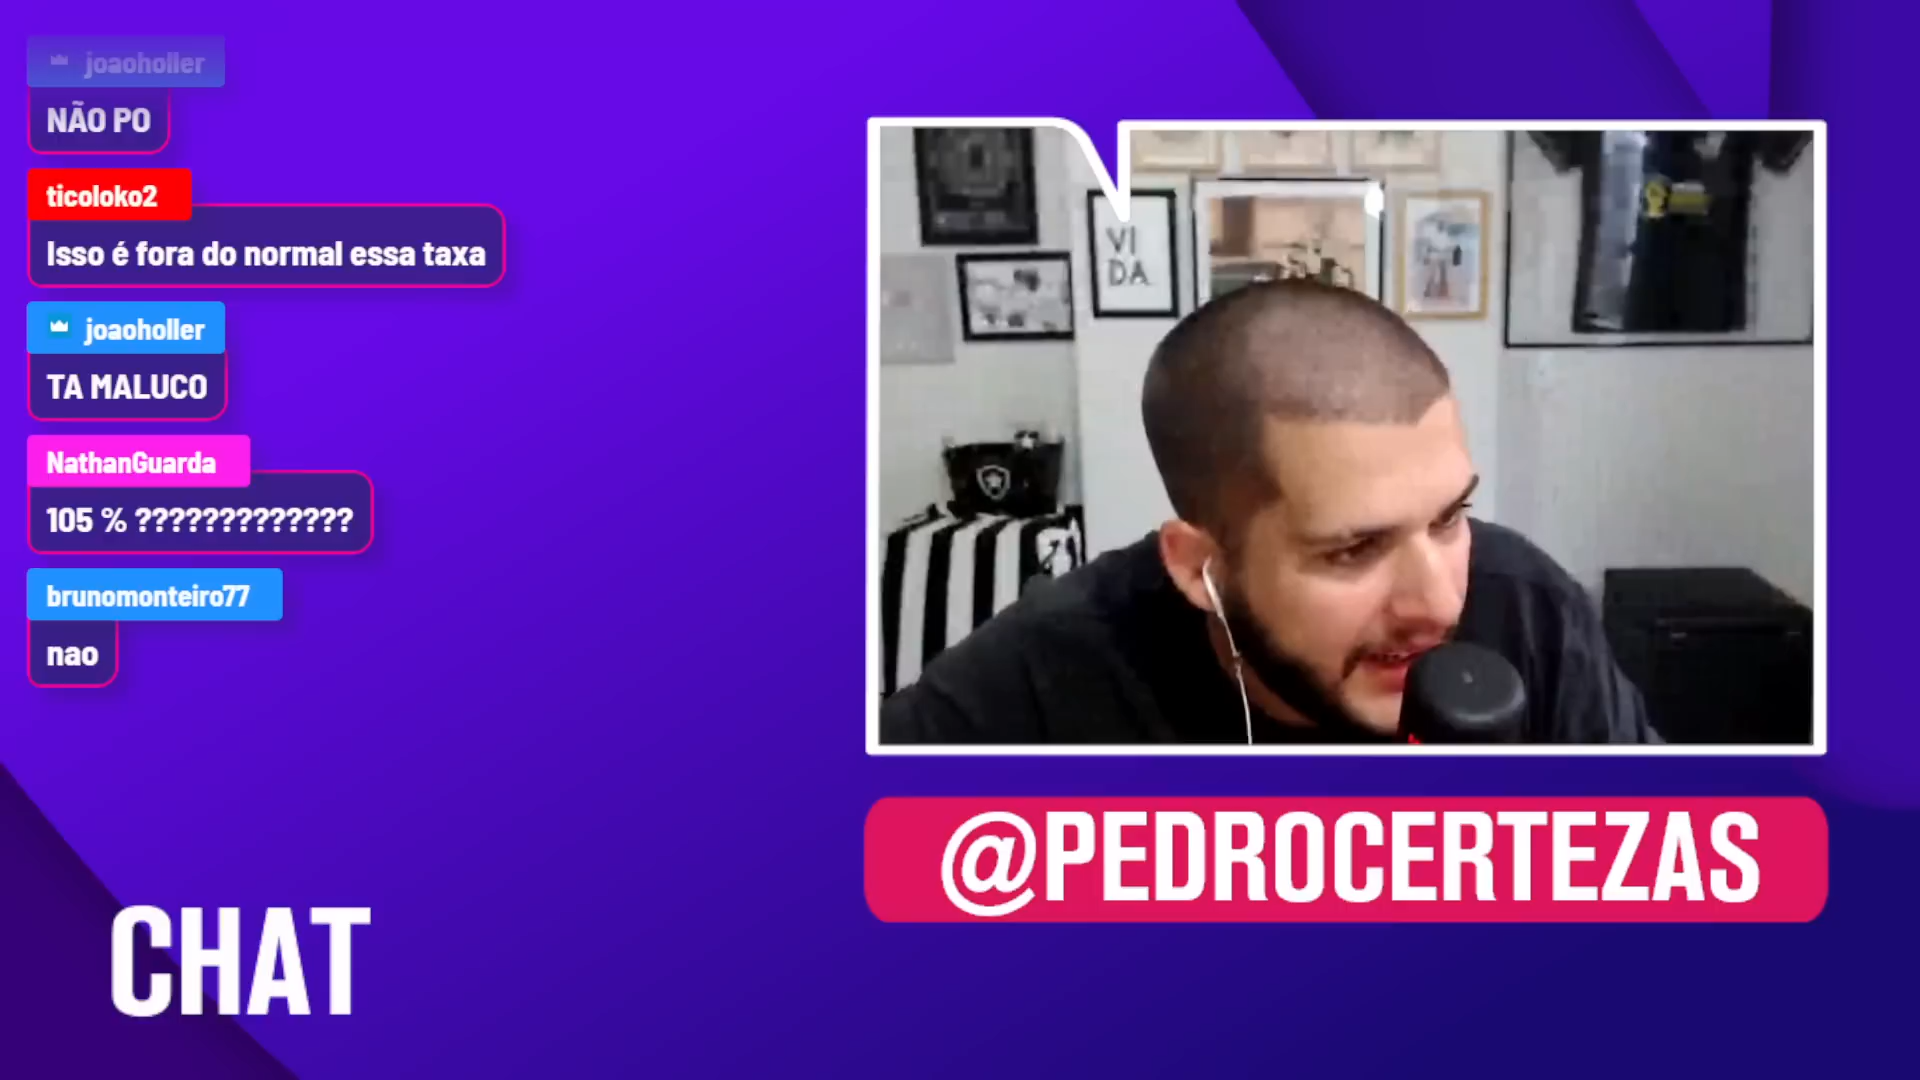 joaoholler
NÃO PO
ticoloko2
Isso é fora do normal essa taxa
joaoholler
TA MALUCO
NathanGuarda
105 % ?????????????
brunomonteiro77
nao
VI
DA
@PEDROCERTEZAS
CHAT